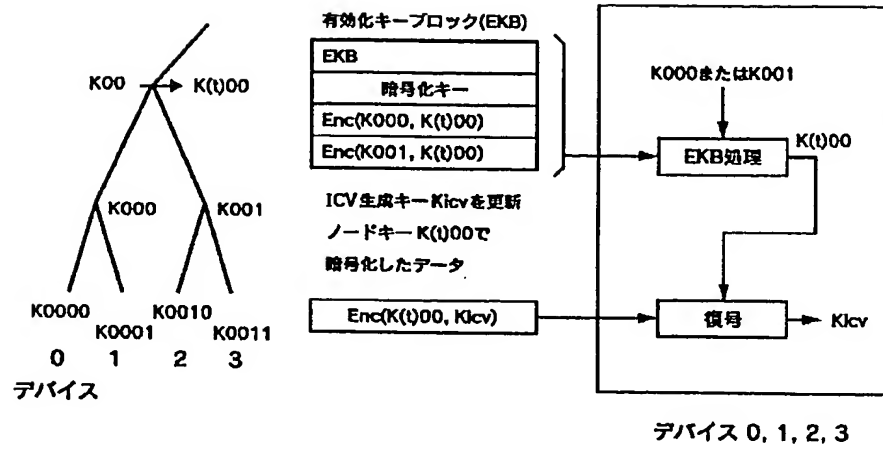 K00
K(t)00
K000
K001
K0000
K0001
K0010
K0011
0 1 2 3
デバイス
有効化キーブロック(EKB)
EKB
暗号化キー
Enc(K000, K(t)00)
Enc(K001, K(t)00)
ICV生成キーKicvを更新
ノードキー K(t)00で
暗号化したデータ
Enc(K(t)00, Kicv)
K000またはK001
EKB処理
K(t)00
復号
Kicv
デバイス 0, 1, 2, 3